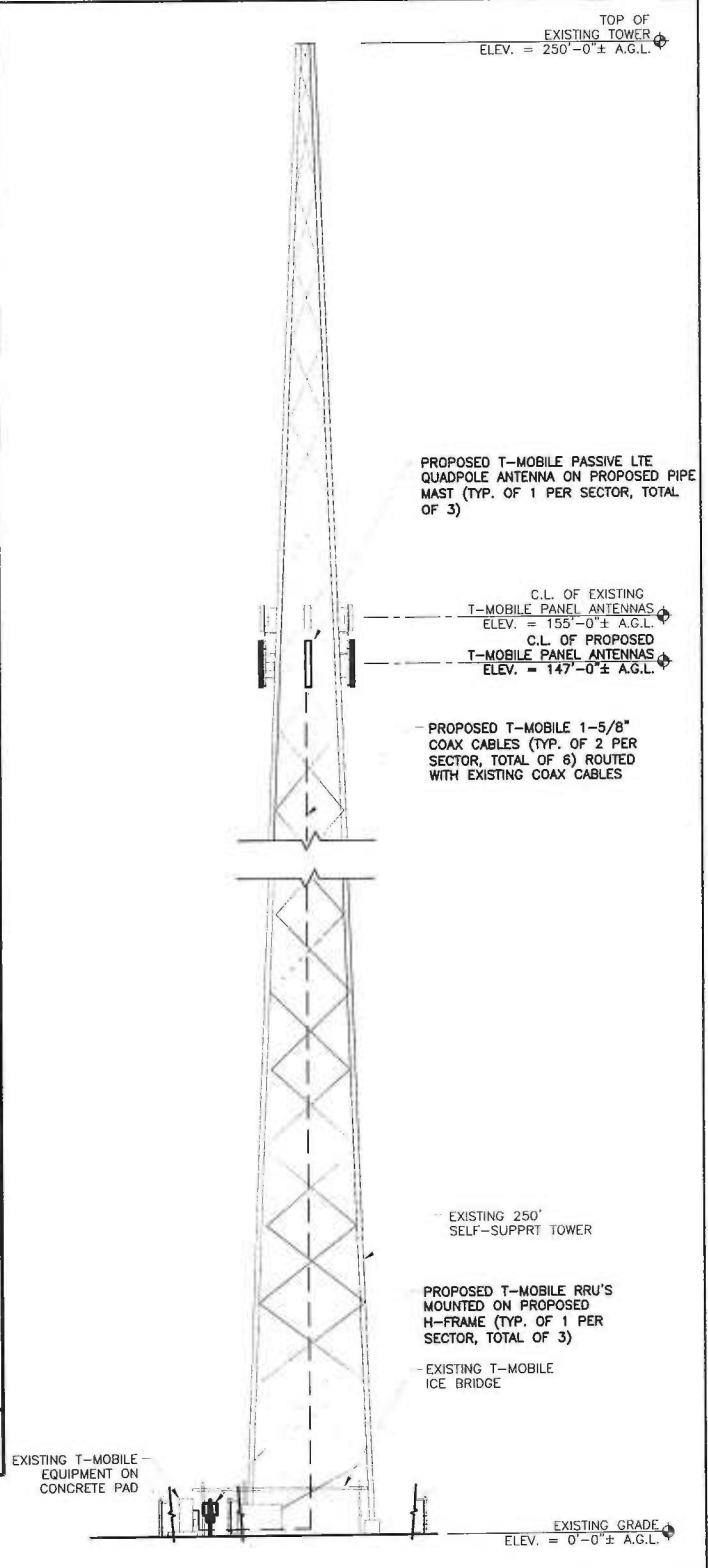 TOP OF
EXISTING TOWER
ELEV. = 250'-0"± A.G.L.
PROPOSED T-MOBILE PASSIVE LTE
QUADPOLE ANTENNA ON PROPOSED PIPE
MAST (TYP. OF 1 PER SECTOR, TOTAL
OF 3)
C.L. OF EXISTING
T-MOBILE PANEL ANTENNAS
ELEV. = 155'-0"± A.G.L.
C.L. OF PROPOSED
T-MOBILE PANEL ANTENNAS
ELEV. = 147'-0"± A.G.L.
PROPOSED T-MOBILE 1-5/8"
COAX CABLES (TYP. OF 2 PER
SECTOR, TOTAL OF 6) ROUTED
WITH EXISTING COAX CABLES
EXISTING 250'
SELF-SUPPRT TOWER
PROPOSED T-MOBILE RRU'S
MOUNTED ON PROPOSED
H-FRAME (TYP. OF 1 PER
SECTOR, TOTAL OF 3)
EXISTING T-MOBILE
ICE BRIDGE
EXISTING T-MOBILE
EQUIPMENT ON
CONCRETE PAD
EXISTING GRADE
ELEV. = 0'-0"± A.G.L.